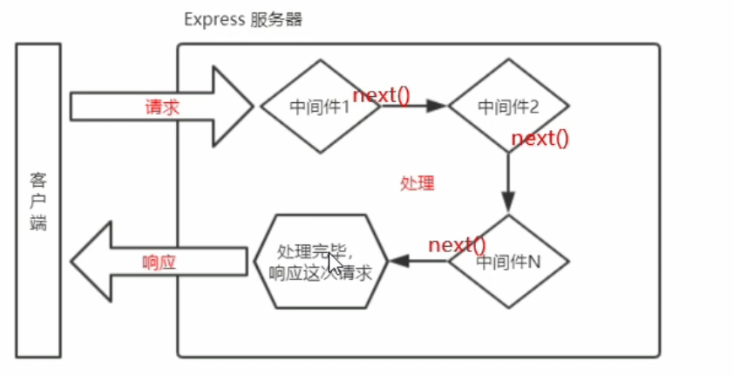 Express 服务器
请求
中间件1
next()
中间件2
next()
客
户
端
处理
next()
中间件N
处理完毕，
响应这次请求
响应